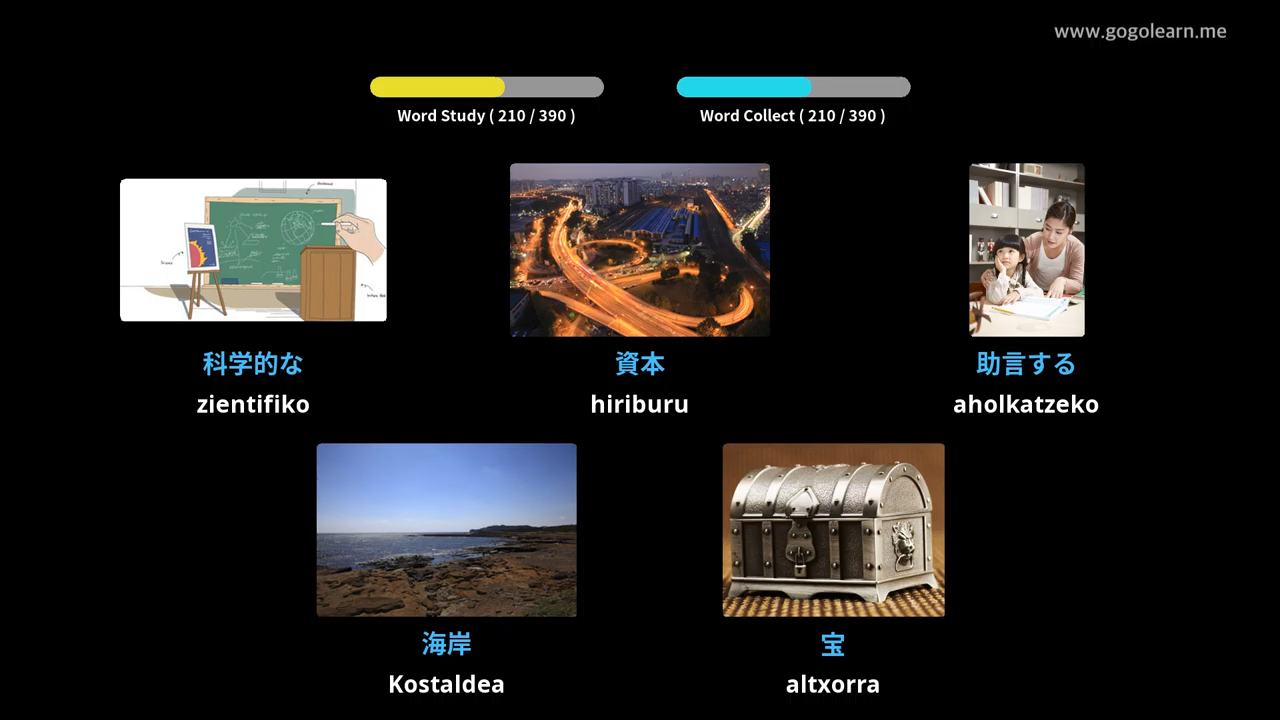 www.gogolearn.me
Word Study ( 210 / 390 )
Word Collect ( 210 / 390 )
科学的な
zientifiko
資本
hiriburu
助言する
aholkatzeko
海岸
Kostaldea
宝
altxorra